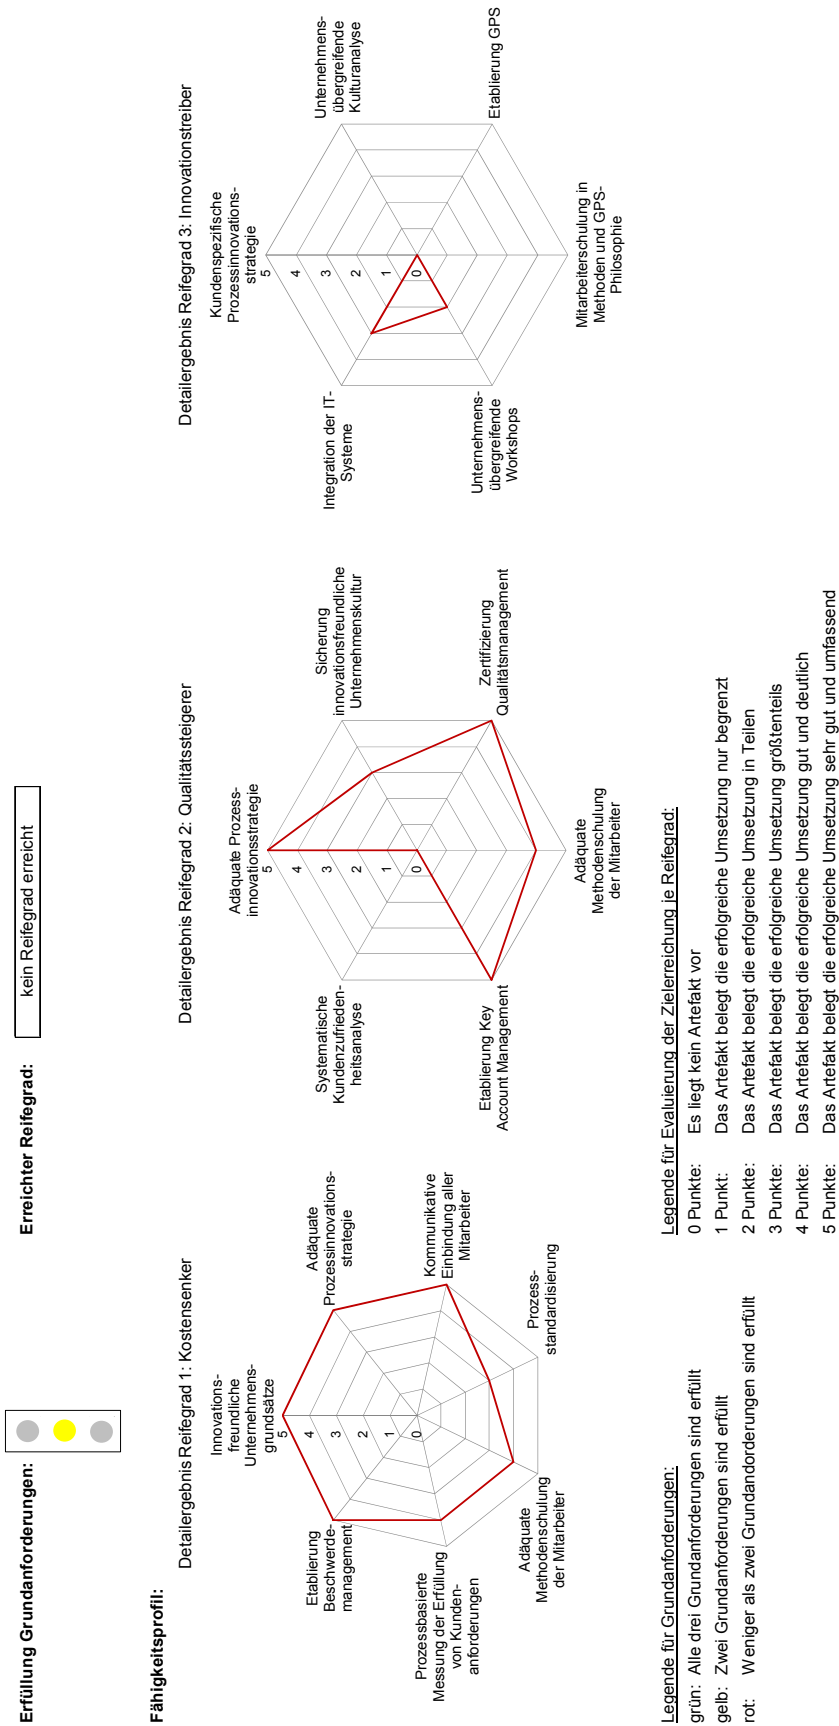 Erfüllung Grundanforderungen:
Erreichter Reifegrad:
kein Reifegrad erreicht
Fähigkeitsprofil:
Detailergebnis Reifegrad 1: Kostensenker
Innovations-
freundliche
Unternehmens-
grundsätze
5
4
3
2
1
0
Adäquate
Prozessinnovations-
strategie
Kommunikative
Einbindung aller
Mitarbeiter
Prozess-
standardisierung
Adäquate
Methodenschulung
der Mitarbeiter
Prozessbasierte
Messung der Erfüllung
von Kunden-
anforderungen
Etablierung
Beschwerde-
management
Detailergebnis Reifegrad 2: Qualitätssteigerer
Adäquate Prozess-
innovationsstrategie
5
4
3
2
1
0
Sicherung
innovationsfreundliche
Unternehmenskultur
Zertifizierung
Qualitätsmanagement
Adäquate
Methodenschulung
der Mitarbeiter
Etablierung Key
Account Management
Systematische
Kundenzufrieden-
heitsanalyse
Detailergebnis Reifegrad 3: Innovationstreiber
Kundenspezifische
Prozessinnovations-
strategie
5
4
3
2
1
0
Unternehmens-
übergreifende
Kulturanalyse
Etablierung GPS
Mitarbeiterschulung in
Methoden und GPS-
Philosophie
Unternehmens-
übergreifende
Workshops
Integration der IT-
Systeme
Legende für Grundanforderungen:
grün: Alle drei Grundanforderungen sind erfüllt
gelb: Zwei Grundanforderungen sind erfüllt
rot: Weniger als zwei Grundandorderungen sind erfüllt
Legende für Evaluierung der Zielerreichung je Reifegrad:
0 Punkte: Es liegt kein Artefakt vor
1 Punkt: Das Artefakt belegt die erfolgreiche Umsetzung nur begrenzt
2 Punkte: Das Artefakt belegt die erfolgreiche Umsetzung in Teilen
3 Punkte: Das Artefakt belegt die erfolgreiche Umsetzung größtenteils
4 Punkte: Das Artefakt belegt die erfolgreiche Umsetzung gut und deutlich
5 Punkte: Das Artefakt belegt die erfolgreiche Umsetzung sehr gut und umfassend